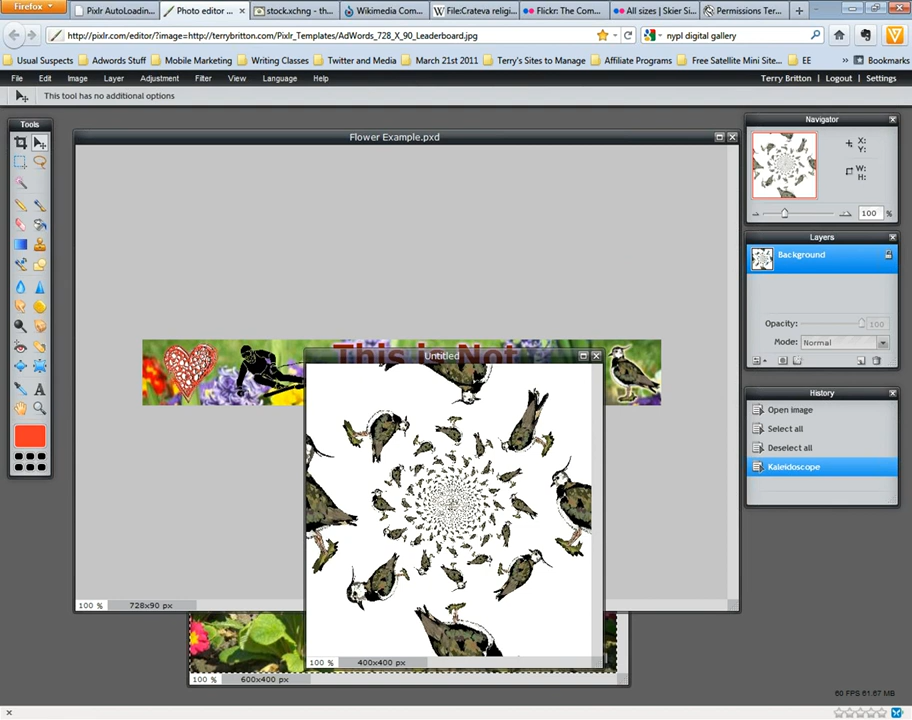 Firefox
Pixlr AutoLoadin...
Photo editor ...
stock.xchng - th...
Wikimedia Com...
File:Crateva religi...
Flickr: The Com...
All sizes | Skier Si...
Permissions Ter...
http://pixlr.com/editor/?image=http://terrybritton.com/Pixlr_Templates/AdWords_728_X_90_Leaderboard.jpg
nypl digital gallery
Usual Suspects
Adwords Stuff
Mobile Marketing
Writing Classes
Twitter and Media
March 21st 2011
Terry's Sites to Manage
Affiliate Programs
Free Satellite Mini Site...
EE
Bookmarks
File Edit Image Layer Adjustment Filter View Language Help
Terry Britton Logout Settings
This tool has no additional options
Tools
Flower Example.pxd
Navigator
X:
Y:
W:
H:
100 %
Layers
Background
Opacity: 100
Mode: Normal
History
Open image
Select all
Deselect all
Kaleidoscope
This is Not
Untitled
100 % 728x90 px
100 % 400x400 px
100 % 600x400 px
60 FPS 61.67 MB